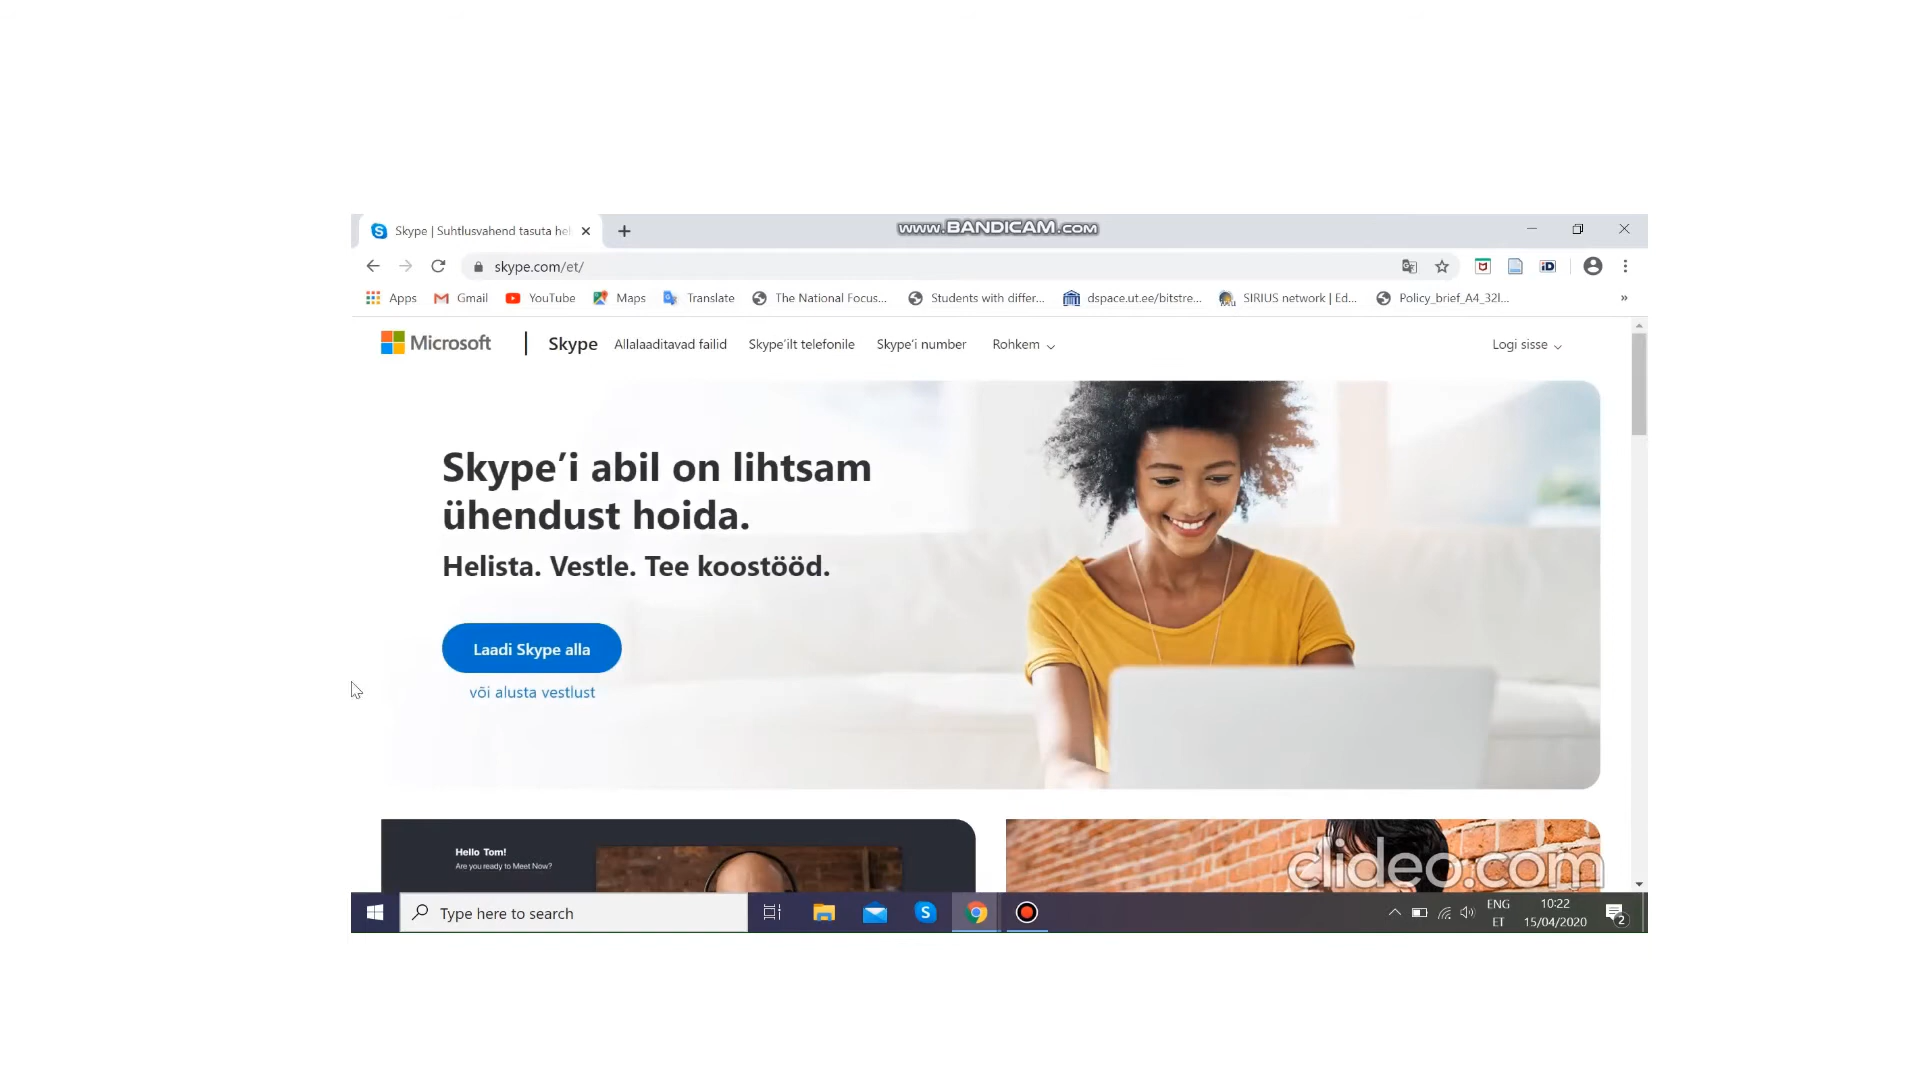 Skype | Suhtlusvahend tasuta hel
www.BANDICAM.com
skype.com/et/
Apps Gmail YouTube Maps Translate The National Focus... Students with differ... dspace.ut.ee/bitstre... SIRIUS network | Ed... Policy_brief_A4_32l... »
Microsoft Skype Allalaaditavad failid Skype’ilt telefonile Skype’i number Rohkem Logi sisse
Skype’i abil on lihtsam
ühendust hoida.
Helista. Vestle. Tee koostööd.
Laadi Skype alla
või alusta vestlust
Hello Tom!
Are you ready to Meet Now?
clideo.com
Type here to search
ENG
ET
10:22
15/04/2020
2